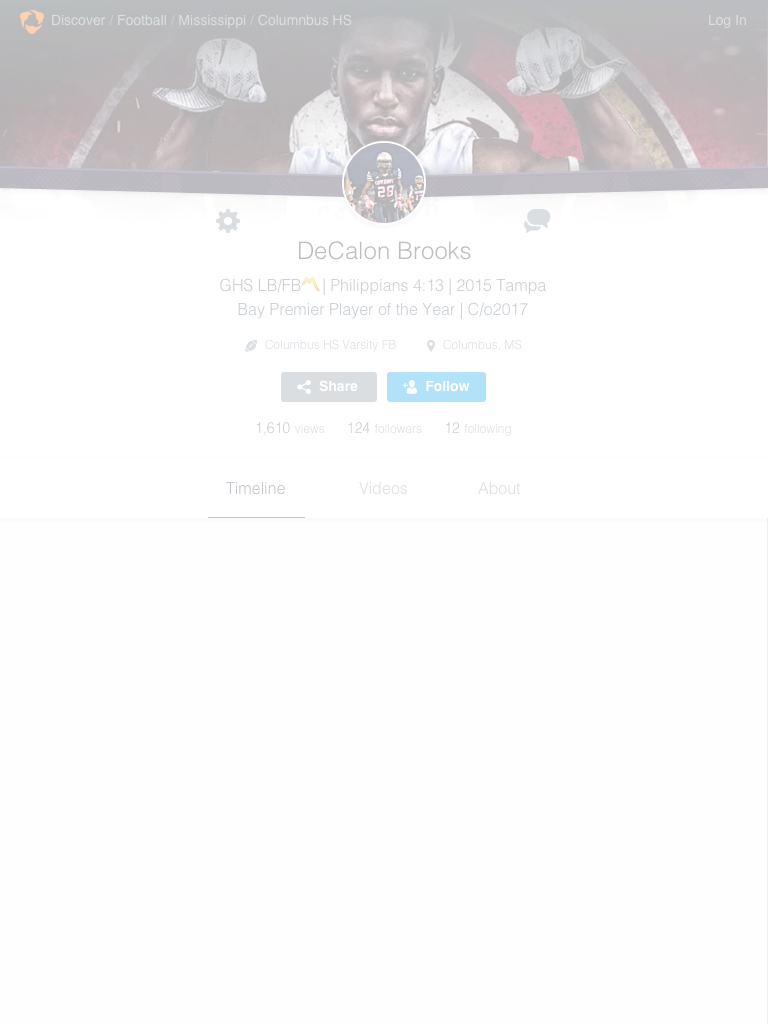 Discover / Football / Mississippi / Columnbus HS
Log In
28
DeCalon Brooks
GHS LB/FB〽️| Philippians 4:13 | 2015 Tampa
Bay Premier Player of the Year | C/o2017
Columbus HS Varsity FB
Columbus, MS
Share
Follow
1,610 views
124 followers
12 following
Timeline
Videos
About